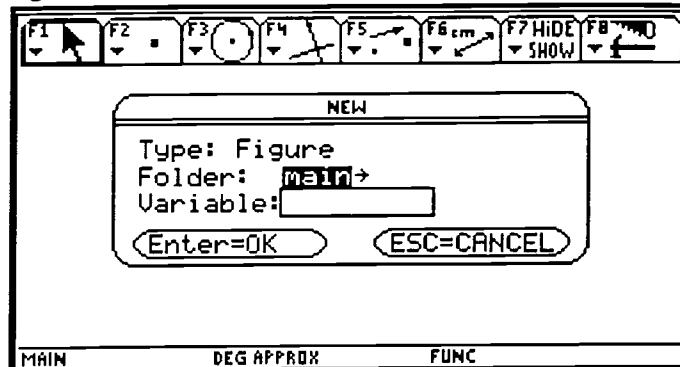 F1 F2 F3 F4 F5 F6 cm F7 HIDE F8
SHOW
NEW
Type: Figure
Folder: main→
Variable:
Enter=OK ESC=CANCEL
MAIN DEG APPROX FUNC